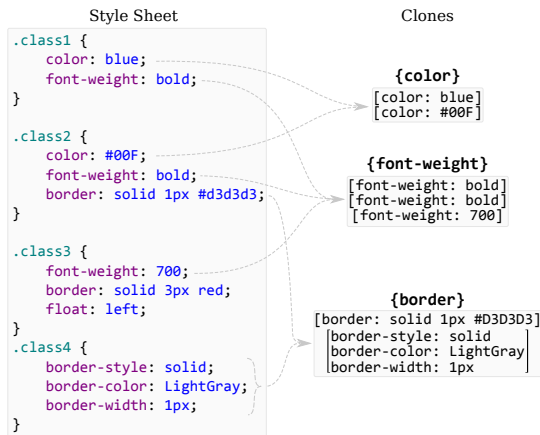 Style Sheet
.class1 {
color: blue;
font-weight: bold;
}
.class2 {
color: #00F;
font-weight: bold;
border: solid 1px #d3d3d3;
}
.class3 {
font-weight: 700;
border: solid 3px red;
float: left;
}
.class4 {
border-style: solid;
border-color: LightGray;
border-width: 1px;
}
Clones
{color}
[color: blue]
[color: #00F]
{font-weight}
[font-weight: bold]
[font-weight: bold]
[font-weight: 700]
{border}
[border: solid 1px #D3D3D3]
border-style: solid
border-color: LightGray
border-width: 1px